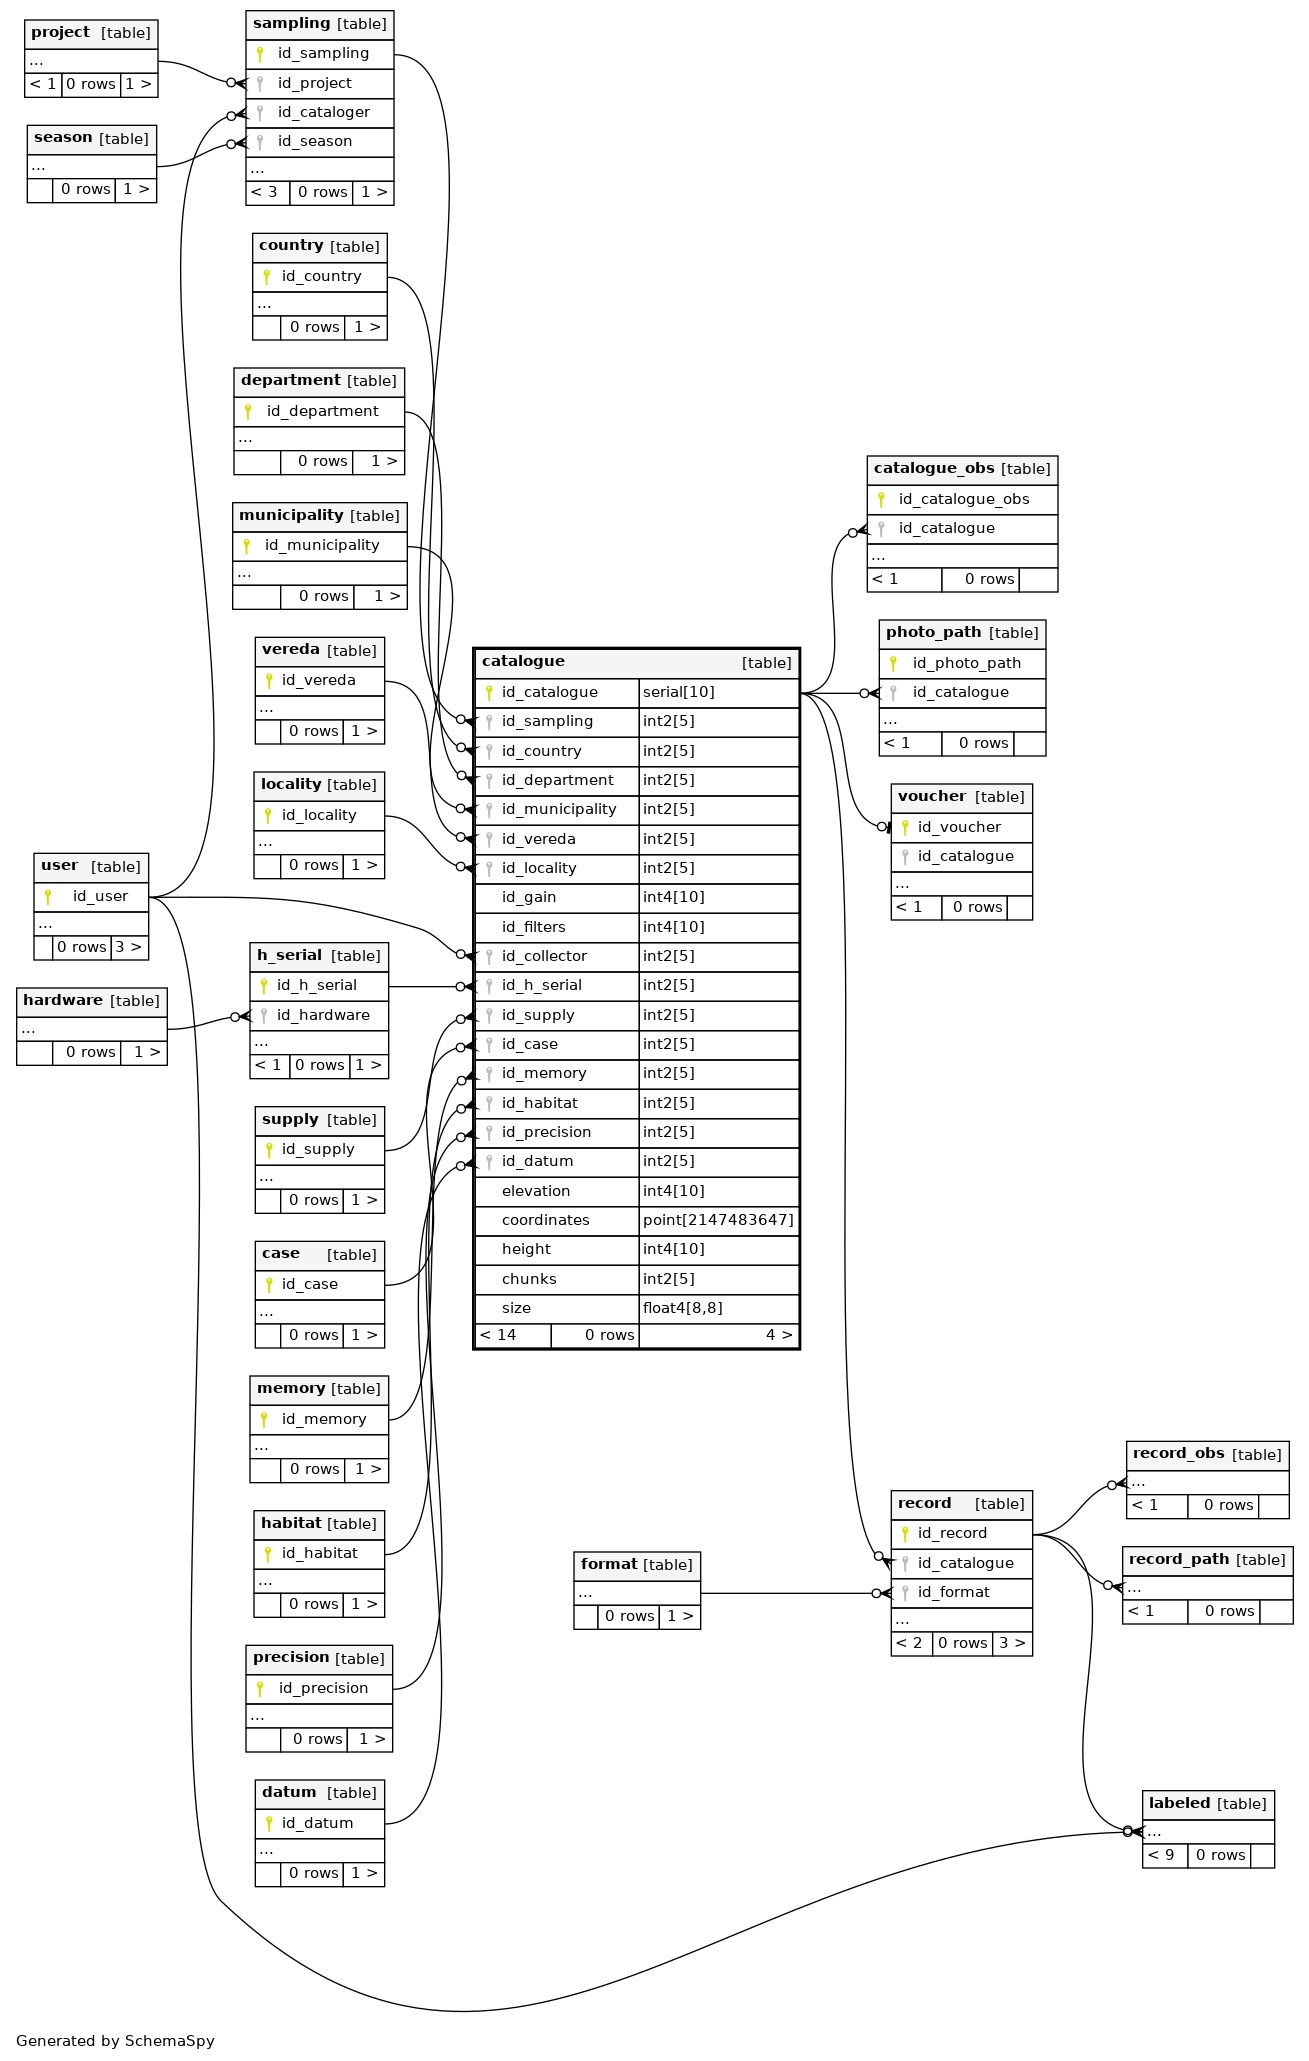 project [table]
...
< 1 0 rows 1 >
season [table]
...
0 rows 1 >
sampling [table]
id_sampling
id_project
id_cataloger
id_season
...
< 3 0 rows 1 >
country [table]
id_country
...
0 rows 1 >
department [table]
id_department
...
0 rows 1 >
municipality [table]
id_municipality
...
0 rows 1 >
vereda [table]
id_vereda
...
0 rows 1 >
locality [table]
id_locality
...
0 rows 1 >
user [table]
id_user
...
0 rows 3 >
hardware [table]
...
0 rows 1 >
h_serial [table]
id_h_serial
id_hardware
...
< 1 0 rows 1 >
supply [table]
id_supply
...
0 rows 1 >
case [table]
id_case
...
0 rows 1 >
memory [table]
id_memory
...
0 rows 1 >
habitat [table]
id_habitat
...
0 rows 1 >
precision [table]
id_precision
...
0 rows 1 >
datum [table]
id_datum
...
0 rows 1 >
catalogue [table]
id_catalogue serial[10]
id_sampling int2[5]
id_country int2[5]
id_department int2[5]
id_municipality int2[5]
id_vereda int2[5]
id_locality int2[5]
id_gain int4[10]
id_filters int4[10]
id_collector int2[5]
id_h_serial int2[5]
id_supply int2[5]
id_case int2[5]
id_memory int2[5]
id_habitat int2[5]
id_precision int2[5]
id_datum int2[5]
elevation int4[10]
coordinates point[2147483647]
height int4[10]
chunks int2[5]
size float4[8,8]
< 14 0 rows 4 >
catalogue_obs [table]
id_catalogue_obs
id_catalogue
...
< 1 0 rows
photo_path [table]
id_photo_path
id_catalogue
...
< 1 0 rows
voucher [table]
id_voucher
id_catalogue
...
< 1 0 rows
format [table]
...
0 rows 1 >
record [table]
id_record
id_catalogue
id_format
...
< 2 0 rows 3 >
record_obs [table]
...
< 1 0 rows
record_path [table]
...
< 1 0 rows
labeled [table]
...
< 9 0 rows
Generated by SchemaSpy